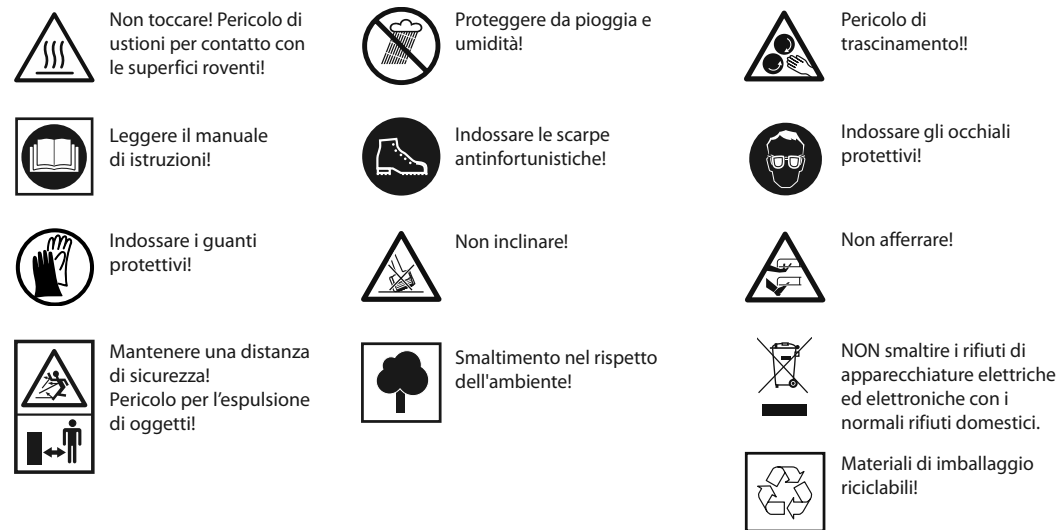 Non toccare! Pericolo di
ustioni per contatto con
le superfici roventi!
Proteggere da pioggia e
umidità!
Pericolo di
trascinamento!!
Leggere il manuale
di istruzioni!
Indossare le scarpe
antinfortunistiche!
Indossare gli occhiali
protettivi!
Indossare i guanti
protettivi!
Non inclinare!
Non afferrare!
Mantenere una distanza
di sicurezza!
Pericolo per l'espulsione
di oggetti!
Smaltimento nel rispetto
dell'ambiente!
NON smaltire i rifiuti di
apparecchiature elettriche
ed elettroniche con i
normali rifiuti domestici.
Materiali di imballaggio
riciclabili!